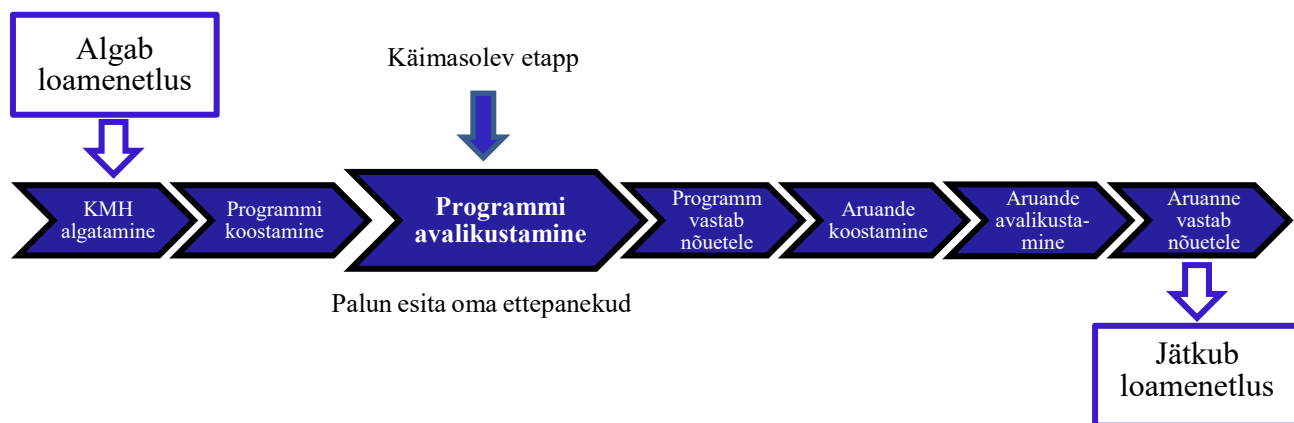 Algab
loamenetlus
Käimasolev etapp
KMH
algatamine
Programmi
koostamine
Programmi
avalikustamine
Programm
vastab
nõuetele
Aruande
koostamine
Aruande
avalikusta-
mine
Aruanne
vastab
nõuetele
Palun esita oma ettepanekud
Jätkub
loamenetlus